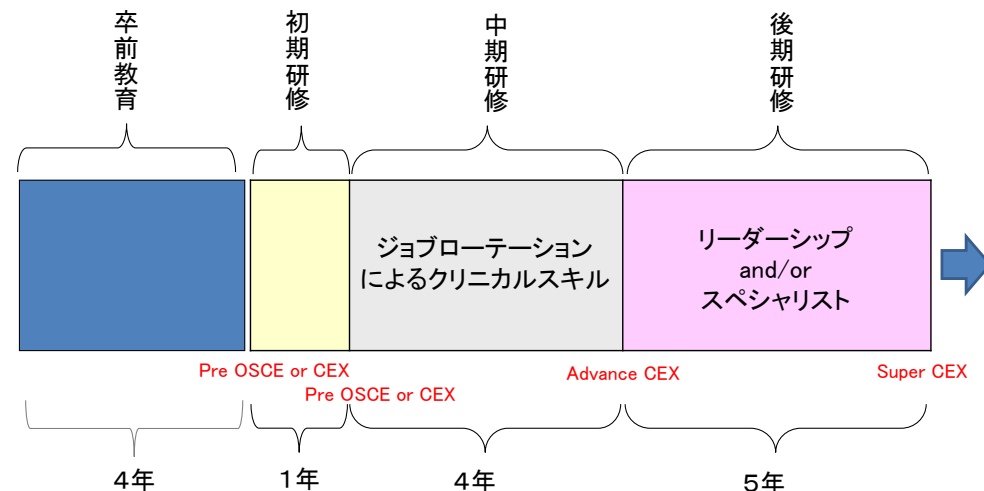 卒前教育
初期研修
中期研修
後期研修
ジョブローテーション
によるクリニカルスキル
リーダーシップ
and/or
スペシャリスト
Pre OSCE or CEX
Pre OSCE or CEX
Advance CEX
Super CEX
4年
1年
4年
5年